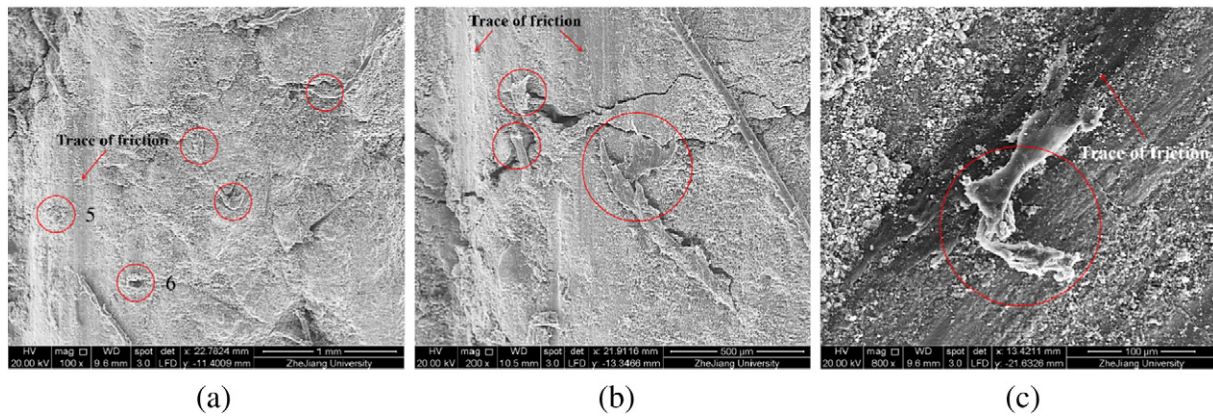 Trace of friction
5
6
HV mag □ WD spot det x: 22.7824 mm 1 mm
20.00 kV 100 x 9.6 mm 3.0 LFD y: -11.4009 mm ZheJiang University
(a)
Trace of friction
HV mag □ WD spot det x: 21.9116 mm 500 µm
20.00 kV 200 x 10.5 mm 3.0 LFD y: -13.3466 mm ZheJiang University
(b)
Trace of friction
HV mag □ WD spot det x: 13.4211 mm 100 µm
20.00 kV 800 x 9.6 mm 3.0 LFD y: -21.6326 mm ZheJiang University
(c)